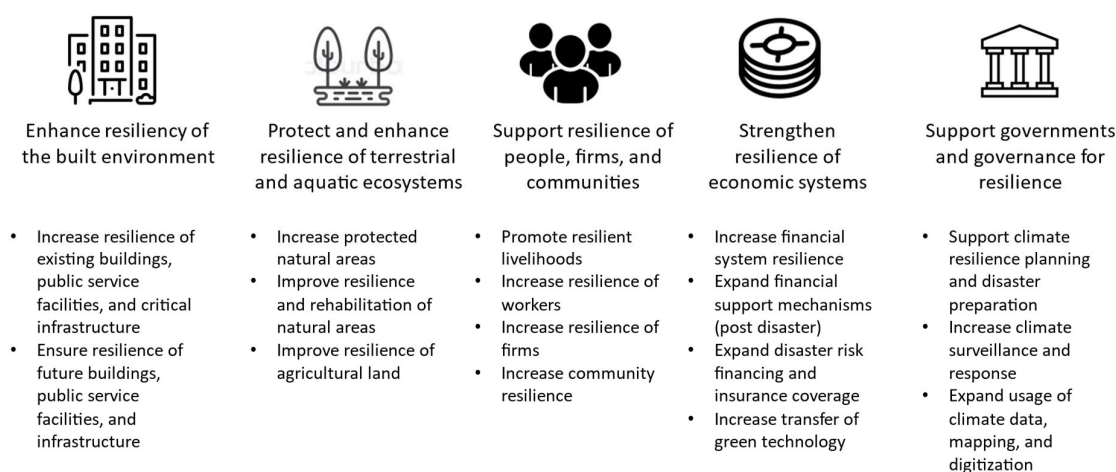 Enhance resiliency of
the built environment
• Increase resilience of
existing buildings,
public service
facilities, and critical
infrastructure
• Ensure resilience of
future buildings,
public service
facilities, and
infrastructure
Protect and enhance
resilience of terrestrial
and aquatic ecosystems
• Increase protected
natural areas
• Improve resilience
and rehabilitation of
natural areas
• Improve resilience of
agricultural land
Support resilience of
people, firms, and
communities
• Promote resilient
livelihoods
• Increase resilience of
workers
• Increase resilience of
firms
• Increase community
resilience
Strengthen
resilience of
economic systems
• Increase financial
system resilience
• Expand financial
support mechanisms
(post disaster)
• Expand disaster risk
financing and
insurance coverage
• Increase transfer of
green technology
Support governments
and governance for
resilience
• Support climate
resilience planning
and disaster
preparation
• Increase climate
surveillance and
response
• Expand usage of
climate data,
mapping, and
digitization